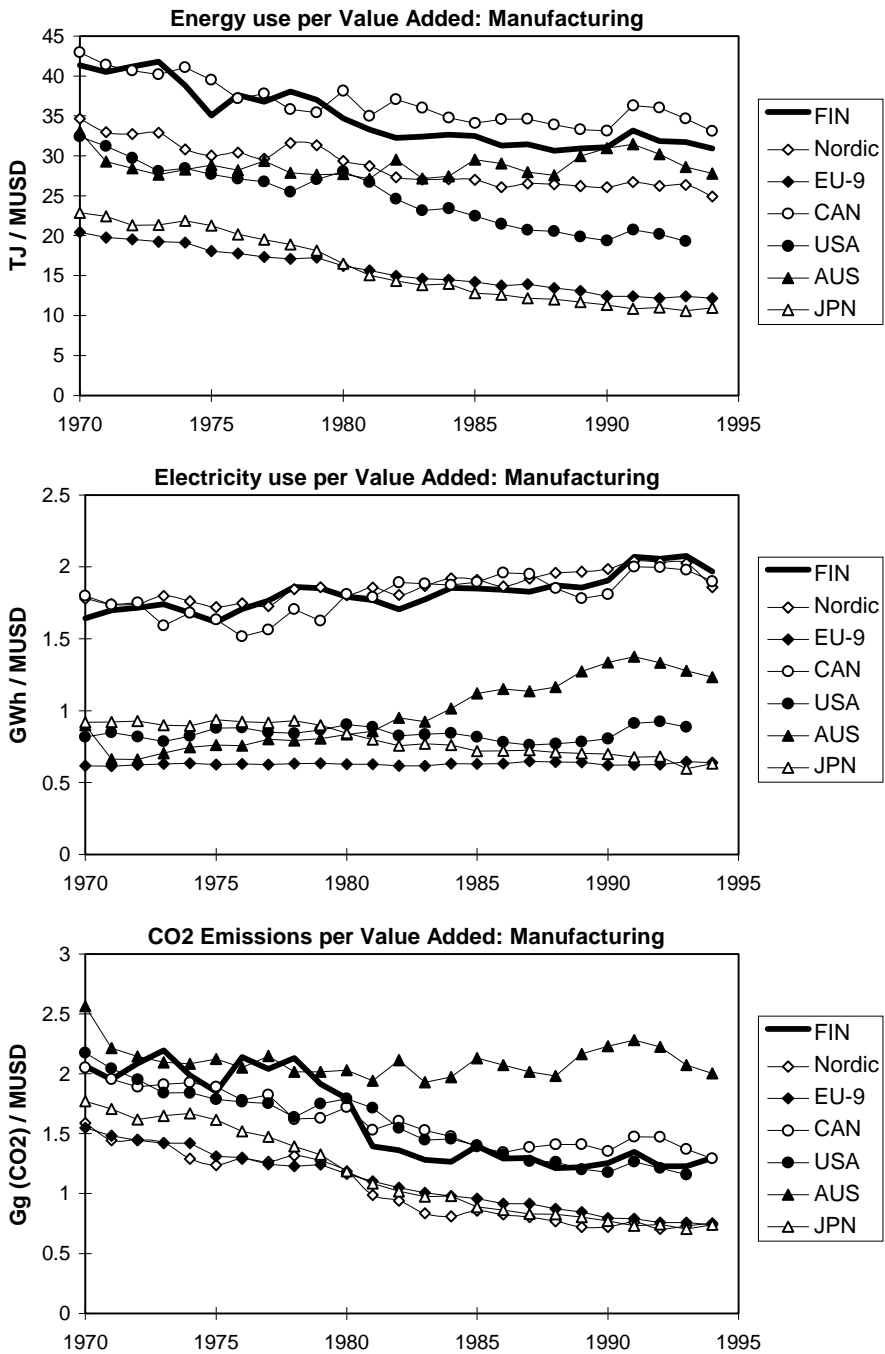 Energy use per Value Added: Manufacturing
45
40
35
30
25
20
15
10
5
0
TJ / MUSD
1970 1975 1980 1985 1990 1995
FIN
Nordic
EU-9
CAN
USA
AUS
JPN
Electricity use per Value Added: Manufacturing
2.5
2
1.5
1
0.5
0
GWh / MUSD
1970 1975 1980 1985 1990 1995
FIN
Nordic
EU-9
CAN
USA
AUS
JPN
CO2 Emissions per Value Added: Manufacturing
3
2.5
2
1.5
1
0.5
0
Gg (CO2) / MUSD
1970 1975 1980 1985 1990 1995
FIN
Nordic
EU-9
CAN
USA
AUS
JPN